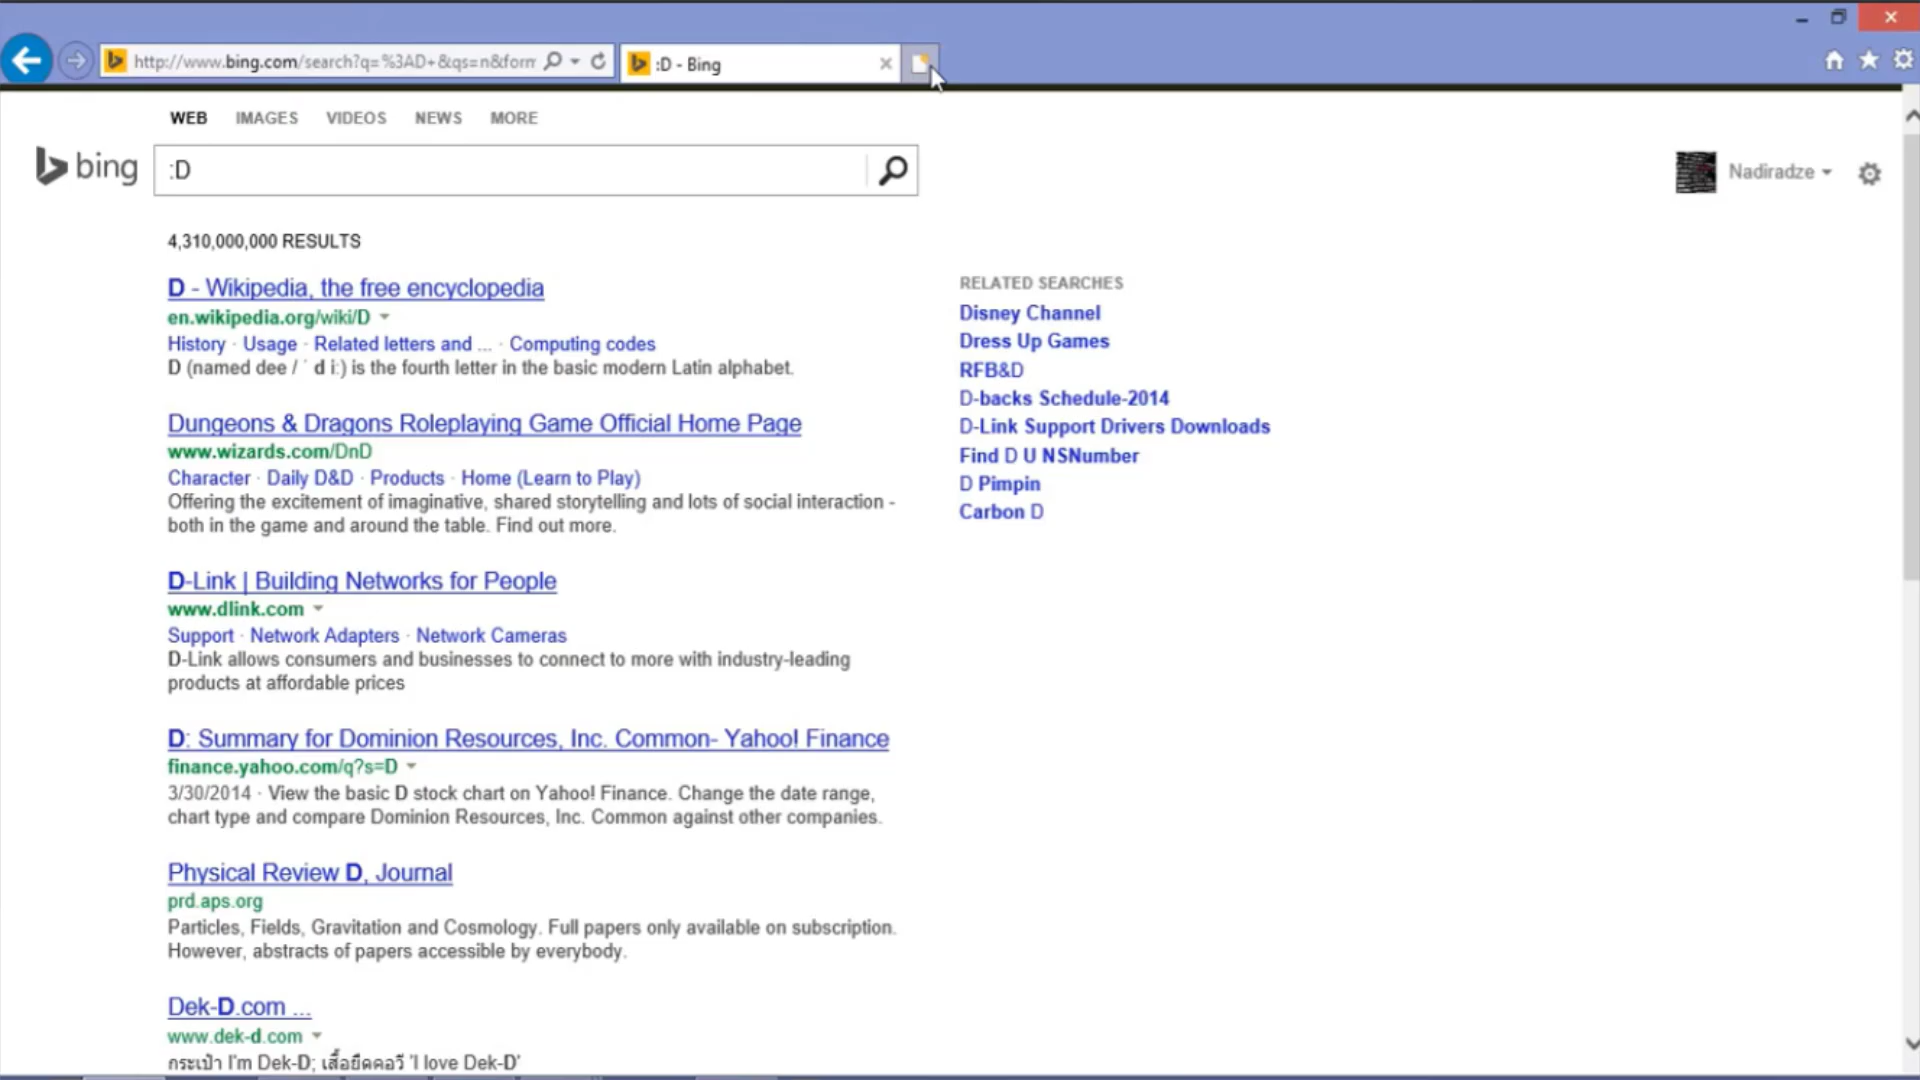 http://www.bing.com/search?q=%3AD+&qs=n&form
:D - Bing
WEB IMAGES VIDEOS NEWS MORE
bing
:D
Nadiradze
4,310,000,000 RESULTS
D - Wikipedia, the free encyclopedia
en.wikipedia.org/wiki/D
History · Usage · Related letters and ... · Computing codes
D (named dee / ˈ d iː) is the fourth letter in the basic modern Latin alphabet.
Dungeons & Dragons Roleplaying Game Official Home Page
www.wizards.com/DnD
Character · Daily D&D · Products · Home (Learn to Play)
Offering the excitement of imaginative, shared storytelling and lots of social interaction -
both in the game and around the table. Find out more.
D-Link | Building Networks for People
www.dlink.com
Support · Network Adapters · Network Cameras
D-Link allows consumers and businesses to connect to more with industry-leading
products at affordable prices
D: Summary for Dominion Resources, Inc. Common- Yahoo! Finance
finance.yahoo.com/q?s=D
3/30/2014 · View the basic D stock chart on Yahoo! Finance. Change the date range,
chart type and compare Dominion Resources, Inc. Common against other companies.
Physical Review D, Journal
prd.aps.org
Particles, Fields, Gravitation and Cosmology. Full papers only available on subscription.
However, abstracts of papers accessible by everybody.
Dek-D.com ...
www.dek-d.com
กระเป๋า I'm Dek-D; เสื้อยืดคอวี 'I love Dek-D'
RELATED SEARCHES
Disney Channel
Dress Up Games
RFB&D
D-backs Schedule-2014
D-Link Support Drivers Downloads
Find D U NSNumber
D Pimpin
Carbon D